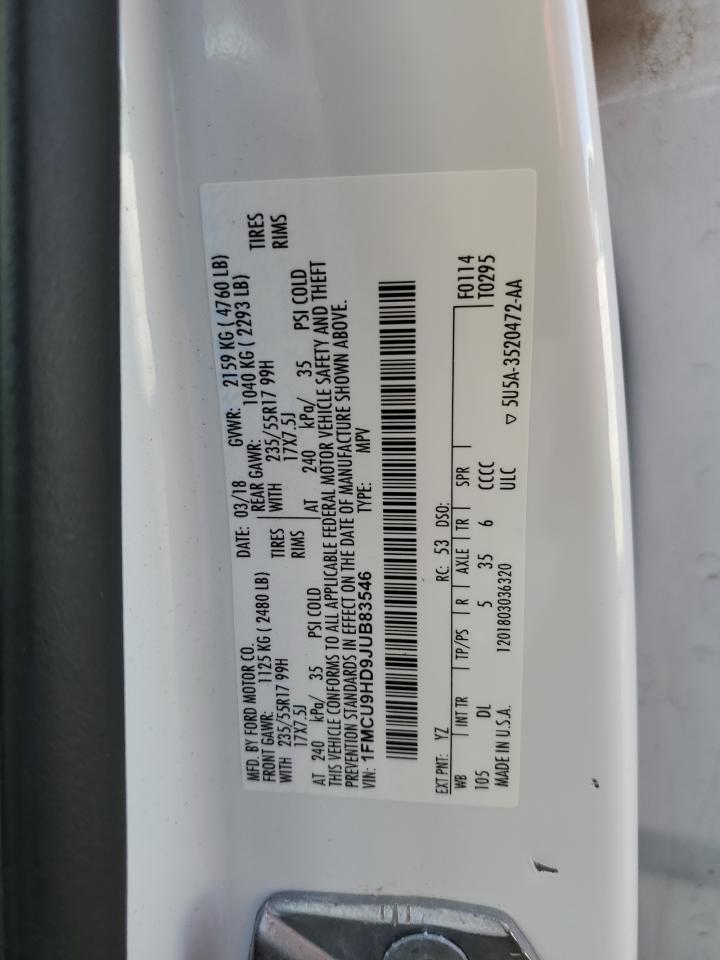 MFD. BY FORD MOTOR CO. DATE: 03/18 GVWR: 2159 KG ( 4760 LB)
FRONT GAWR: 1125 KG ( 2480 LB) REAR GAWR: 1040 KG ( 2293 LB)
WITH 235/55R17 99H TIRES WITH 235/55R17 99H TIRES
17X7.5J RIMS 17X7.5J RIMS
AT 240 kPa/ 35 PSI COLD AT 240 kPa/ 35 PSI COLD
THIS VEHICLE CONFORMS TO ALL APPLICABLE FEDERAL MOTOR VEHICLE SAFETY AND THEFT
PREVENTION STANDARDS IN EFFECT ON THE DATE OF MANUFACTURE SHOWN ABOVE.
VIN: 1FMCU9HD9JUB83546 TYPE: MPV
EXT PNT: YZ RC: 53 DSO: F0114
WB INT TR TP/PS R AXLE TR SPR T0295
105 DL 5 35 6 CCCC
MADE IN U.S.A. 1201803036320 ULC ▽ 5U5A-3520472-AA